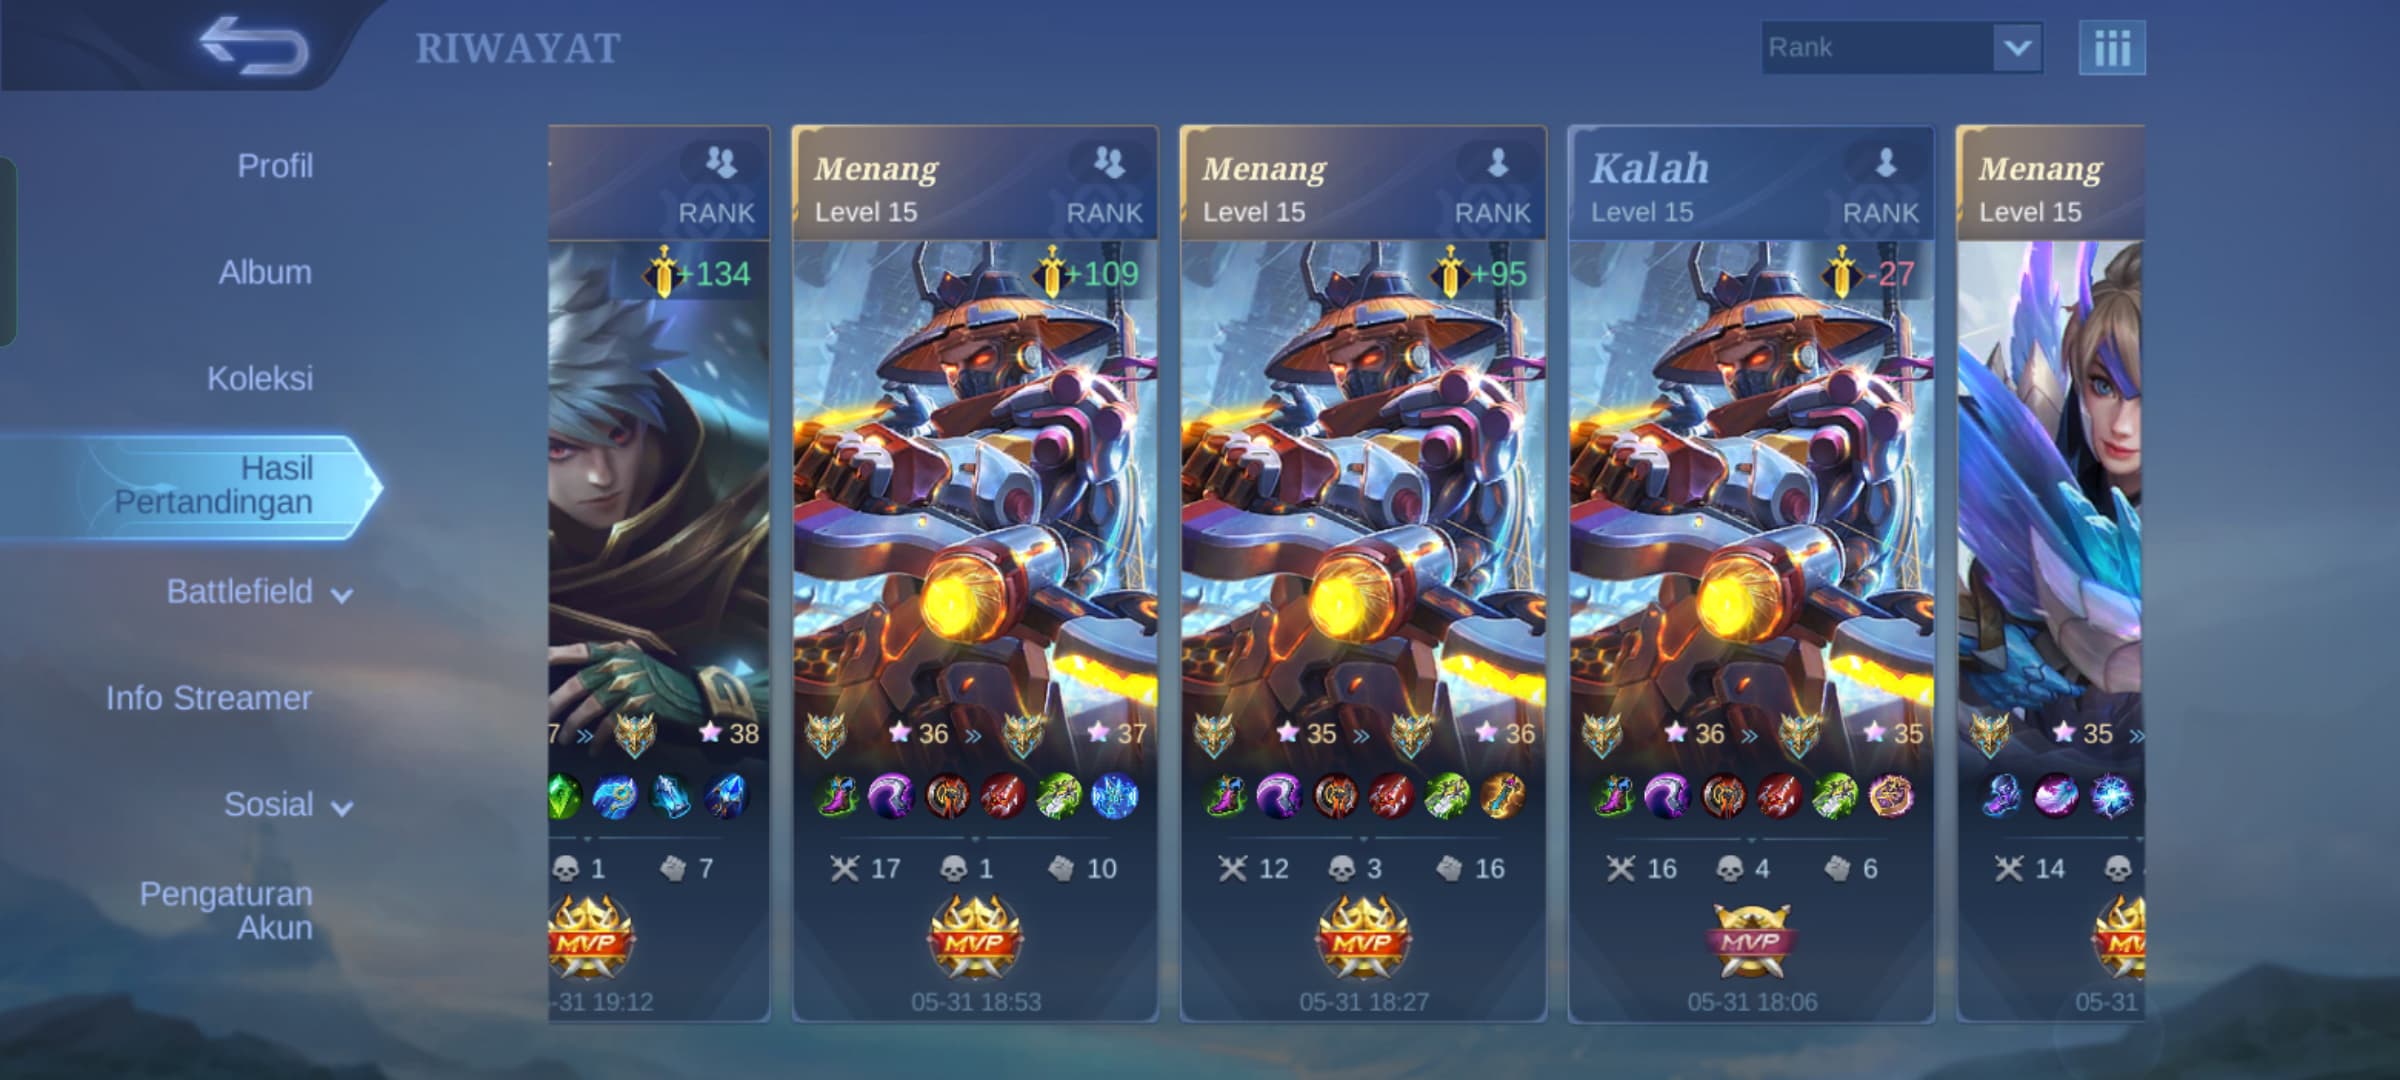 RIWAYAT
Rank
Profil
Album
Koleksi
Hasil
Pertandingan
Battlefield
Info Streamer
Sosial
Pengaturan
Akun
RANK
+134
7 » 38
1 7
MVP
-31 19:12
Menang
Level 15 RANK
+109
36 » 37
17 1 10
MVP
05-31 18:53
Menang
Level 15 RANK
+95
35 » 36
12 3 16
MVP
05-31 18:27
Kalah
Level 15 RANK
-27
36 » 35
16 4 6
MVP
05-31 18:06
Menang
Level 15
35 »
14
05-31